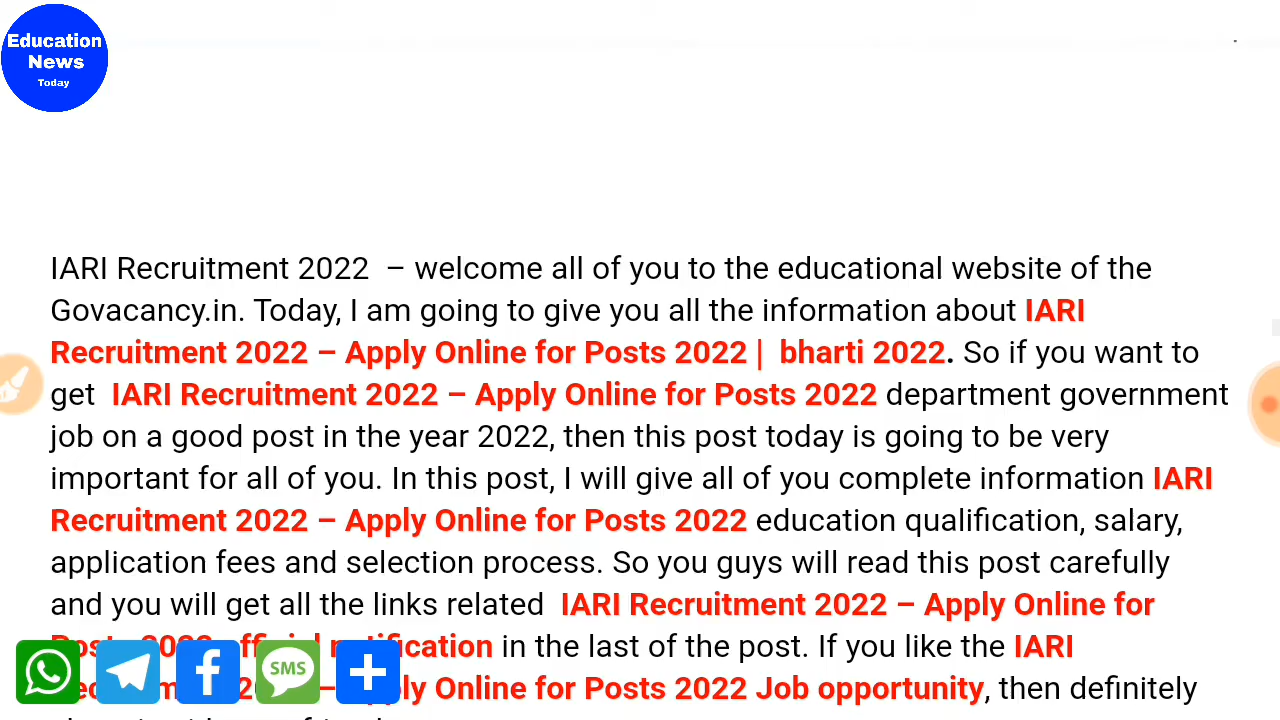 Education
News
Today
IARI Recruitment 2022 – welcome all of you to the educational website of the
Govacancy.in. Today, I am going to give you all the information about IARI
Recruitment 2022 – Apply Online for Posts 2022 | bharti 2022. So if you want to
get IARI Recruitment 2022 – Apply Online for Posts 2022 department government
job on a good post in the year 2022, then this post today is going to be very
important for all of you. In this post, I will give all of you complete information IARI
Recruitment 2022 – Apply Online for Posts 2022 education qualification, salary,
application fees and selection process. So you guys will read this post carefully
and you will get all the links related IARI Recruitment 2022 – Apply Online for
notification in the last of the post. If you like the IARI
– Apply Online for Posts 2022 Job opportunity, then definitely
SMS